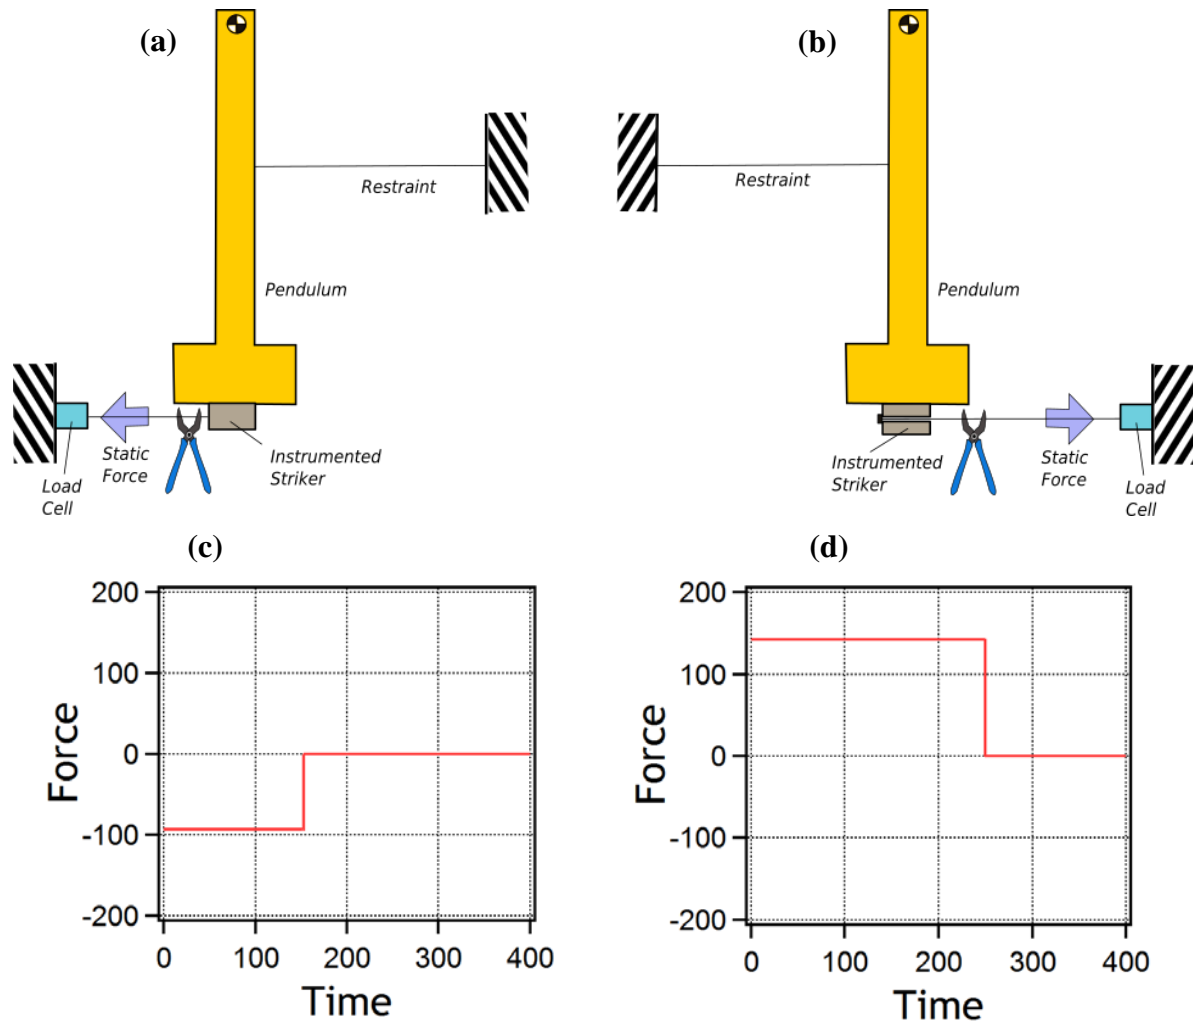 (a)
(b)
Restraint
Restraint
Pendulum
Pendulum
Static
Force
Instrumented
Striker
Load
Cell
Instrumented
Striker
Static
Force
Load
Cell
(c)
(d)
200
100
0
-100
-200
Force
0 100 200 300 400
Time
200
100
0
-100
-200
Force
0 100 200 300 400
Time